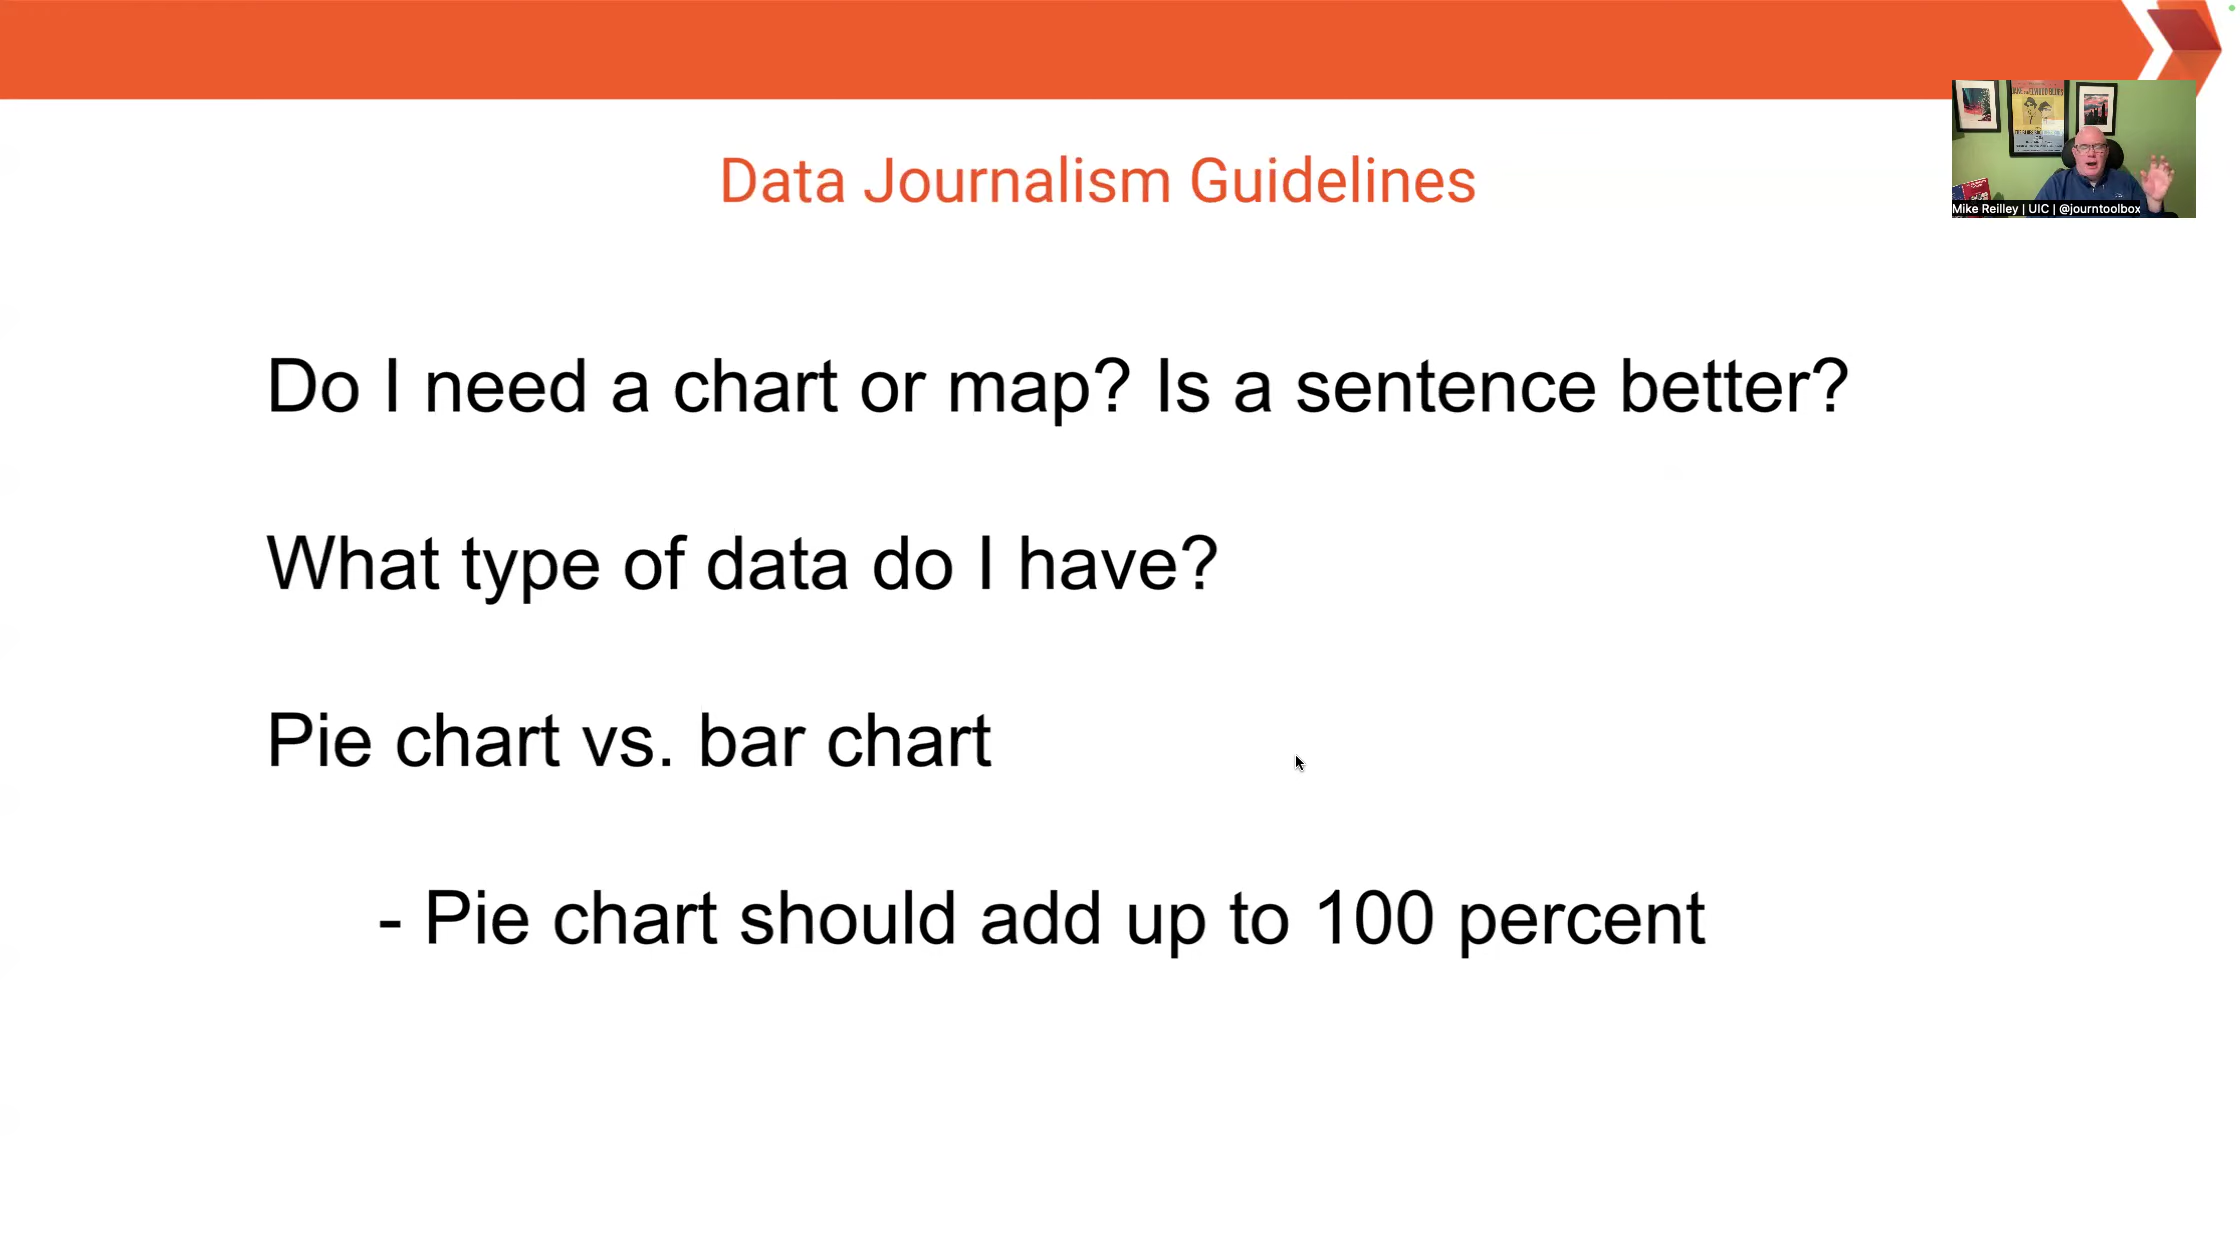 Data Journalism Guidelines
Mike Reilley | UIC | @journtoolbox
Do I need a chart or map? Is a sentence better?
What type of data do I have?
Pie chart vs. bar chart
- Pie chart should add up to 100 percent